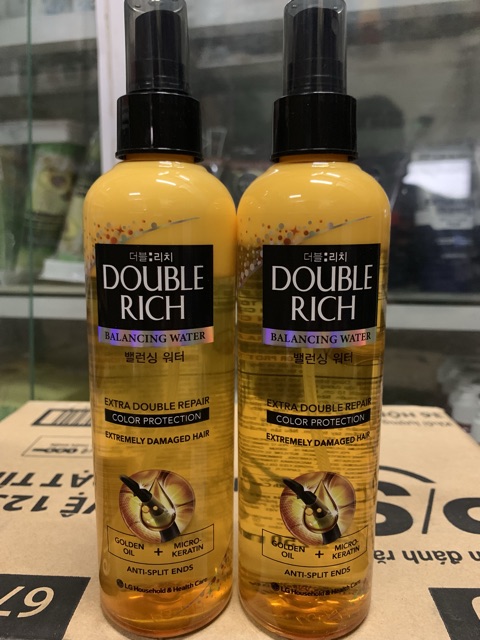 더블:리치
DOUBLE
RICH
BALANCING WATER
밸런싱 워터
EXTRA DOUBLE REPAIR
COLOR PROTECTION
EXTREMELY DAMAGED HAIR
GOLDEN OIL + MICRO-KERATIN
ANTI-SPLIT ENDS
LG Household & Health Care
더블:리치
DOUBLE
RICH
BALANCING WATER
밸런싱 워터
EXTRA DOUBLE REPAIR
COLOR PROTECTION
EXTREMELY DAMAGED HAIR
GOLDEN OIL + MICRO-KERATIN
ANTI-SPLIT ENDS
LG Household & Health Care
67